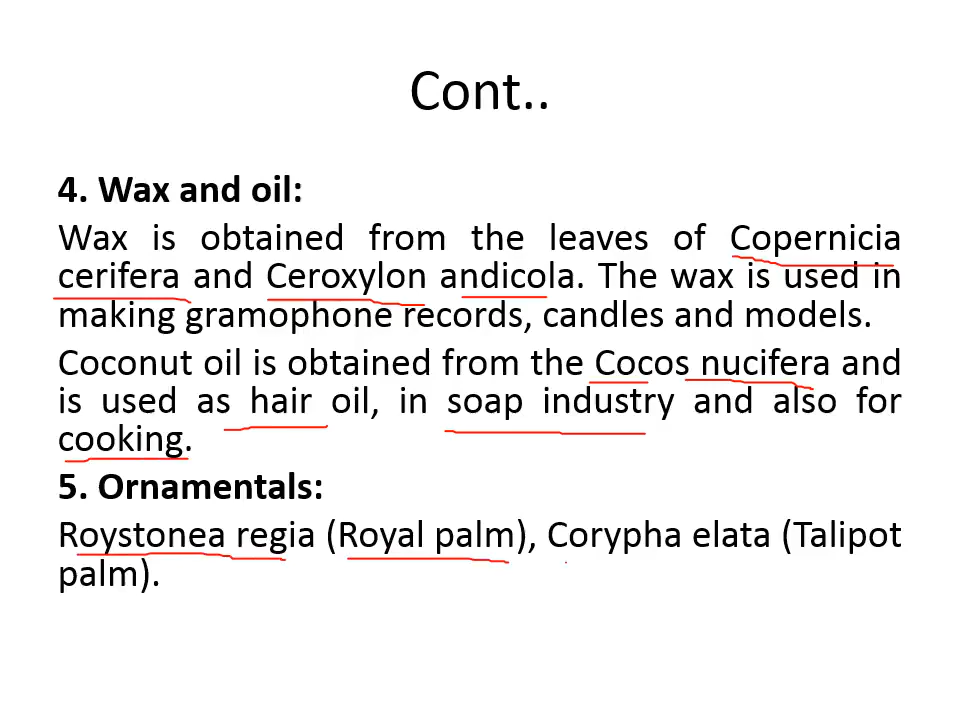 Cont..
4. Wax and oil:
Wax is obtained from the leaves of Copernicia
cerifera and Ceroxylon andicola. The wax is used in
making gramophone records, candles and models.
Coconut oil is obtained from the Cocos nucifera and
is used as hair oil, in soap industry and also for
cooking.
5. Ornamentals:
Roystonea regia (Royal palm), Corypha elata (Talipot
palm).